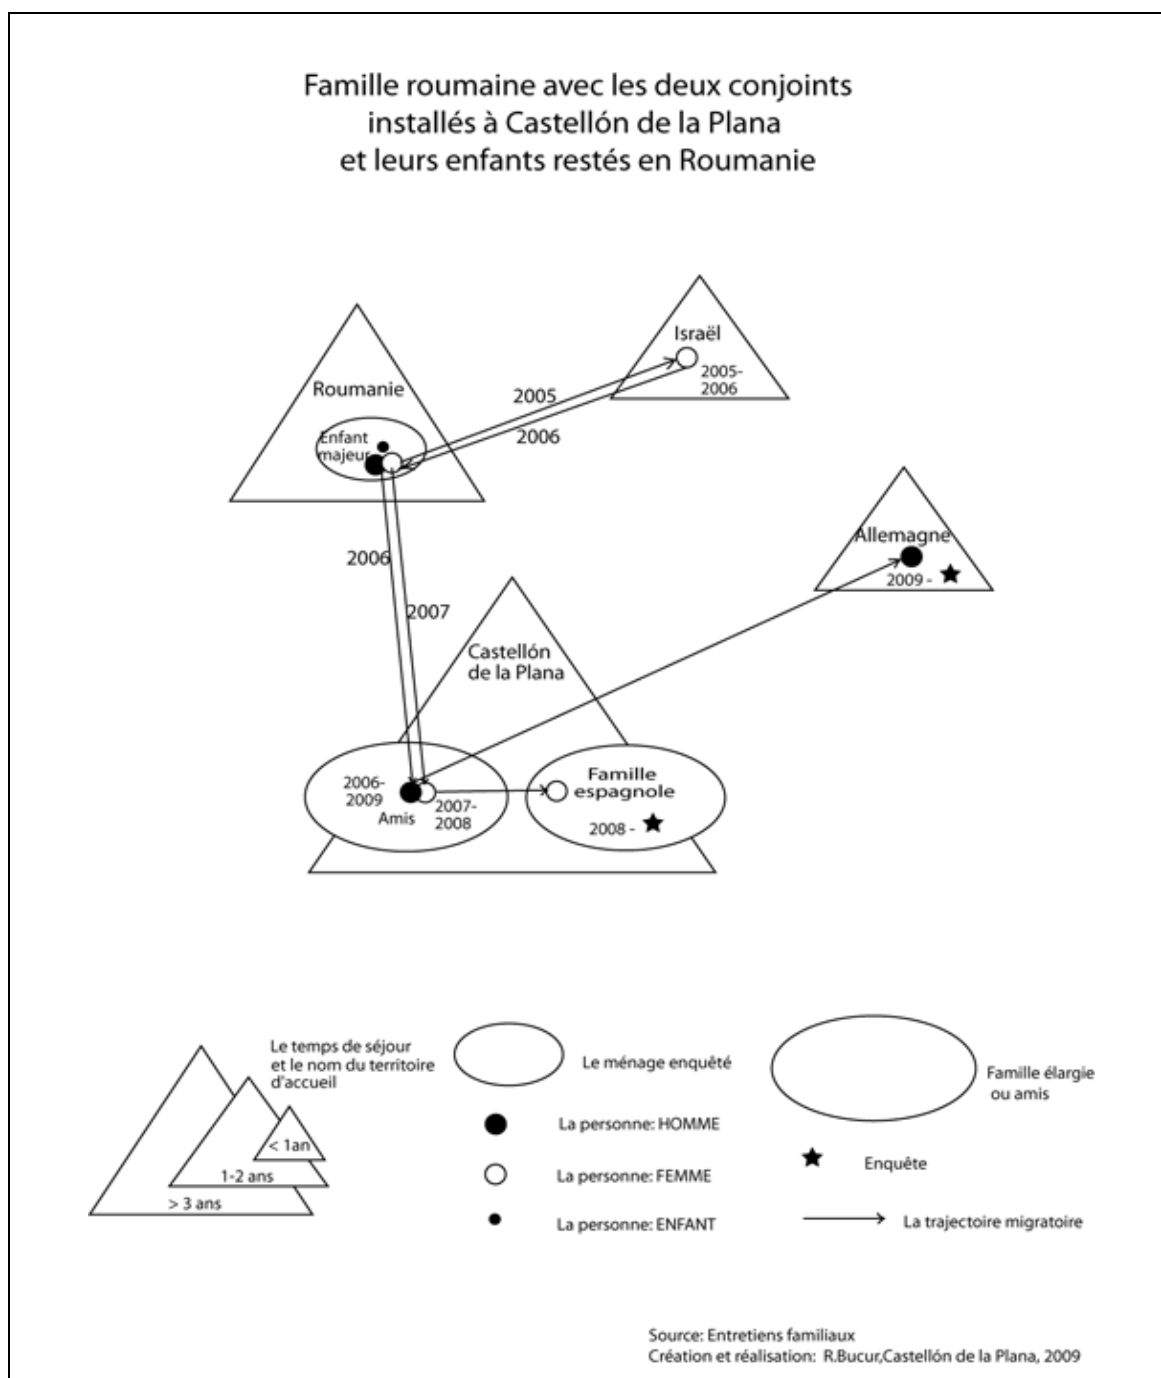 Famille roumaine avec les deux conjoints
installés à Castellón de la Plana
et leurs enfants restés en Roumanie
Israël
2005-
2006
Roumanie
2005
2006
Enfant
majeur
Allemagne
2009 -
2006
2007
Castellón
de la Plana
2006-
2009
Amis
2007-
2008
Famille
espagnole
2008 -
Le temps de séjour
et le nom du territoire
d'accueil
< 1an
1-2 ans
> 3 ans
Le ménage enquêté
La personne: HOMME
La personne: FEMME
La personne: ENFANT
Famille élargie
ou amis
Enquête
La trajectoire migratoire
Source: Entretiens familiaux
Création et réalisation: R.Bucur,Castellón de la Plana, 2009